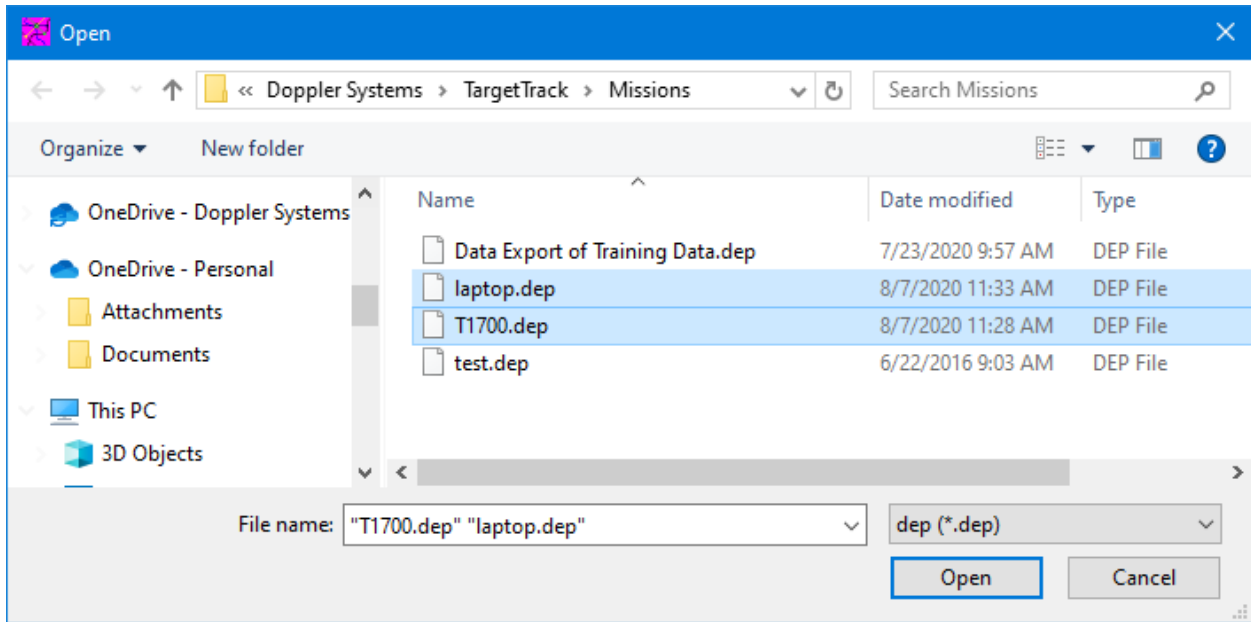 Open
« Doppler Systems › TargetTrack › Missions
Search Missions
Organize
New folder
OneDrive - Doppler Systems
OneDrive - Personal
Attachments
Documents
This PC
3D Objects
Name Date modified Type
Data Export of Training Data.dep 7/23/2020 9:57 AM DEP File
laptop.dep 8/7/2020 11:33 AM DEP File
T1700.dep 8/7/2020 11:28 AM DEP File
test.dep 6/22/2016 9:03 AM DEP File
File name: "T1700.dep" "laptop.dep"
dep (*.dep)
Open
Cancel